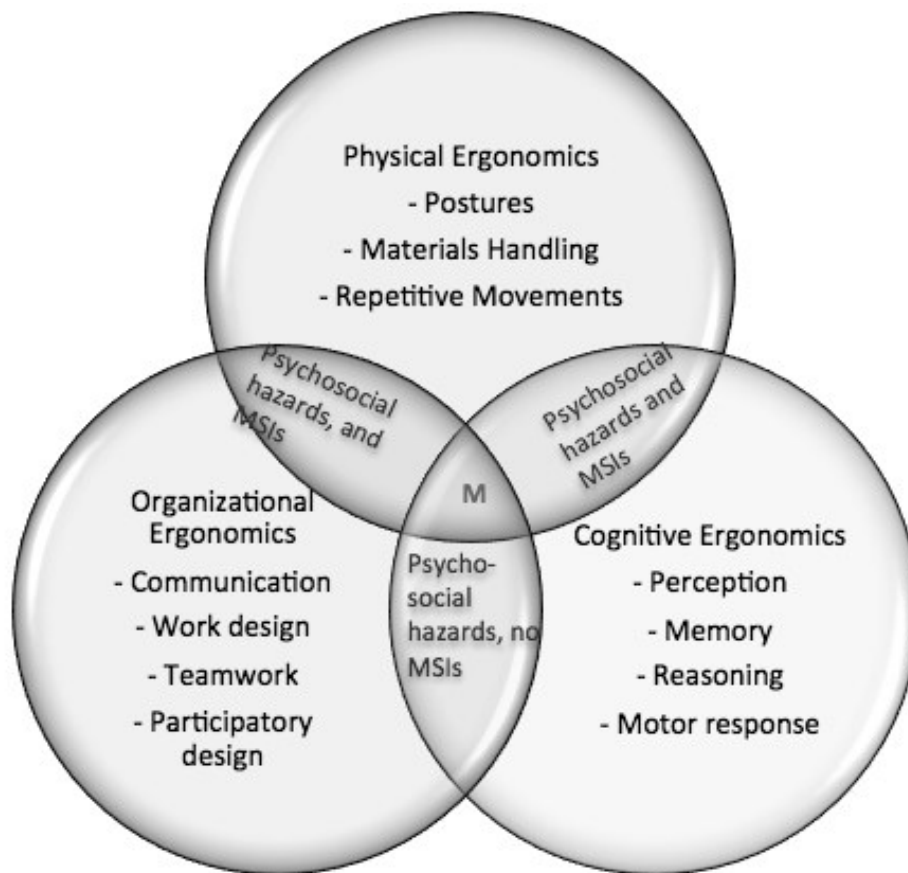 Physical Ergonomics
- Postures
- Materials Handling
- Repetitive Movements
Psychosocial
hazards, and
MSIs
Psychosocial
hazards and
MSIs
M
Organizational
Ergonomics
- Communication
- Work design
- Teamwork
- Participatory
design
Psycho-
social
hazards, no
MSIs
Cognitive Ergonomics
- Perception
- Memory
- Reasoning
- Motor response